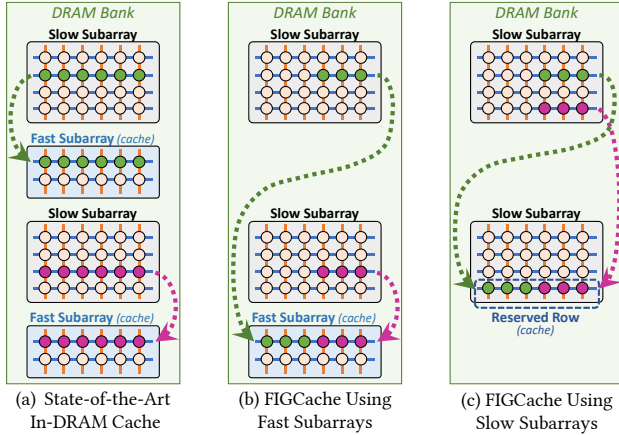 DRAM Bank
Slow Subarray
Fast Subarray (cache)
Slow Subarray
Fast Subarray (cache)
(a) State-of-the-Art
In-DRAM Cache
DRAM Bank
Slow Subarray
Slow Subarray
Fast Subarray (cache)
(b) FIGCache Using
Fast Subarrays
DRAM Bank
Slow Subarray
Slow Subarray
Reserved Row
(cache)
(c) FIGCache Using
Slow Subarrays